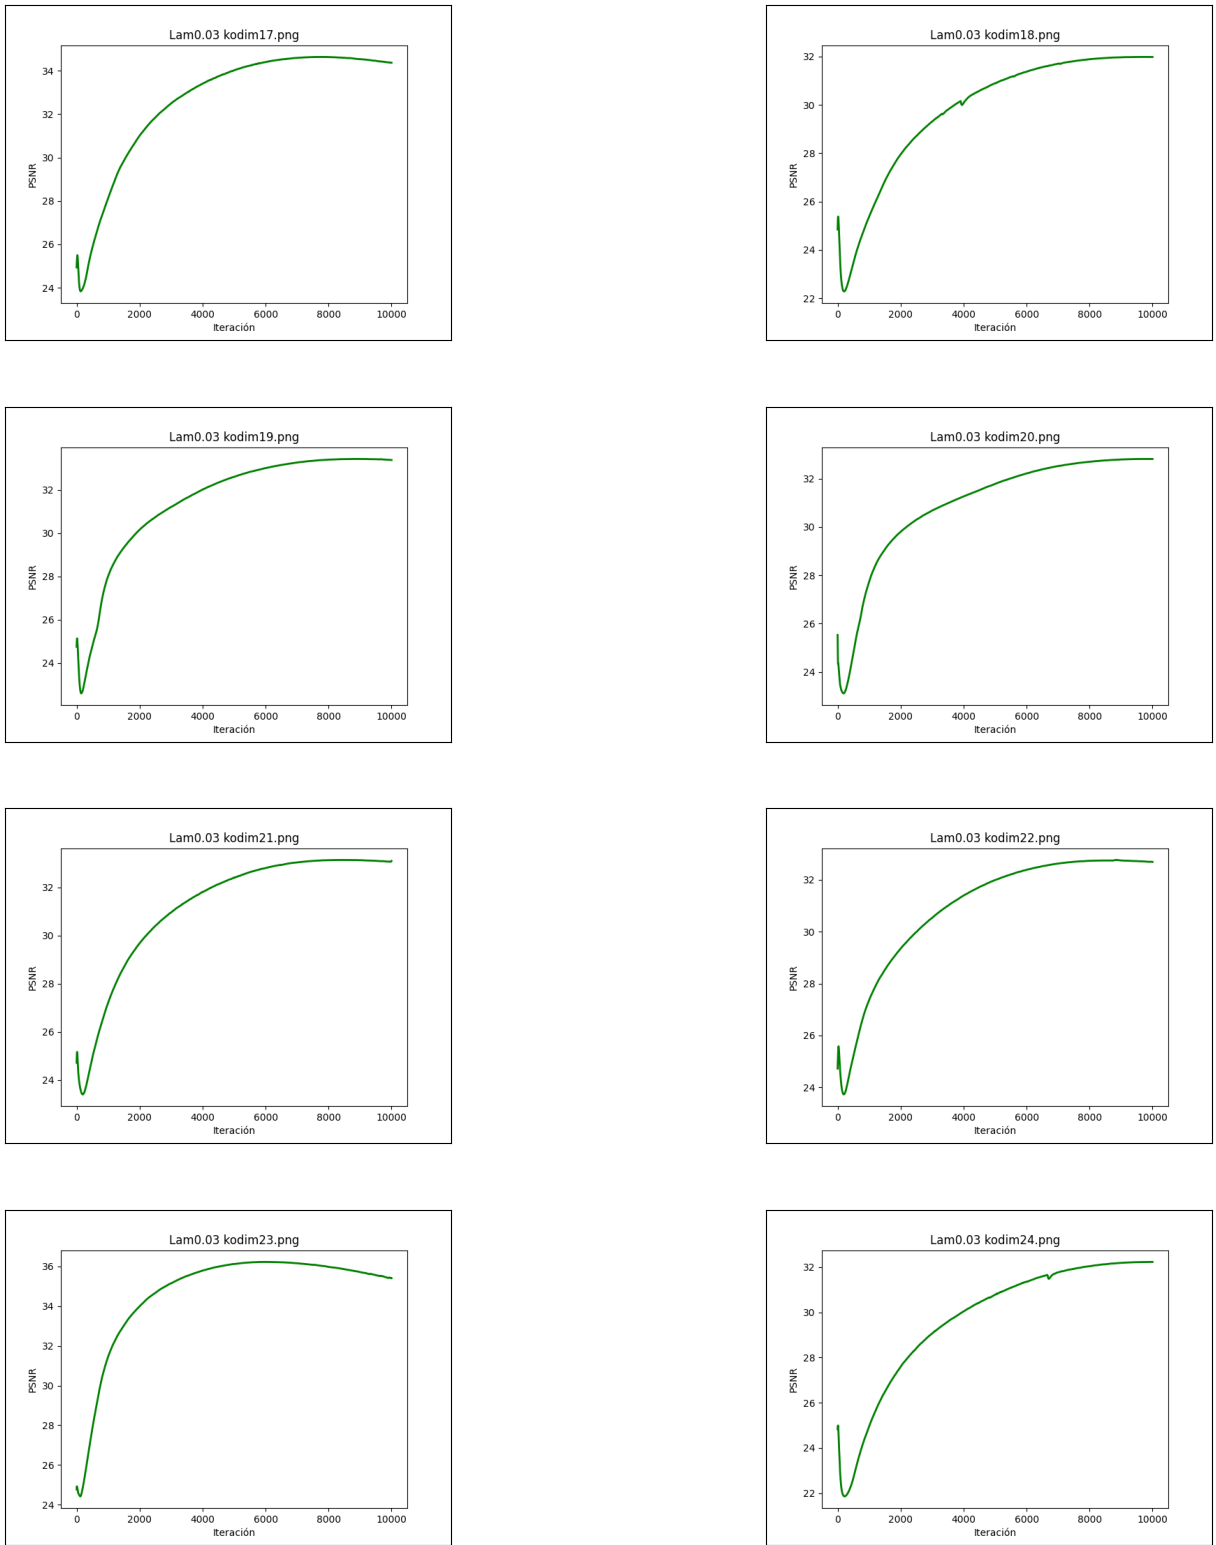 Lam0.03 kodim17.png
34
32
30
28
26
24
PSNR
0 2000 4000 6000 8000 10000
Iteración
Lam0.03 kodim18.png
32
30
28
26
24
22
PSNR
0 2000 4000 6000 8000 10000
Iteración
Lam0.03 kodim19.png
32
30
28
26
24
PSNR
0 2000 4000 6000 8000 10000
Iteración
Lam0.03 kodim20.png
32
30
28
26
24
PSNR
0 2000 4000 6000 8000 10000
Iteración
Lam0.03 kodim21.png
32
30
28
26
24
PSNR
0 2000 4000 6000 8000 10000
Iteración
Lam0.03 kodim22.png
32
30
28
26
24
PSNR
0 2000 4000 6000 8000 10000
Iteración
Lam0.03 kodim23.png
36
34
32
30
28
26
24
PSNR
0 2000 4000 6000 8000 10000
Iteración
Lam0.03 kodim24.png
32
30
28
26
24
22
PSNR
0 2000 4000 6000 8000 10000
Iteración